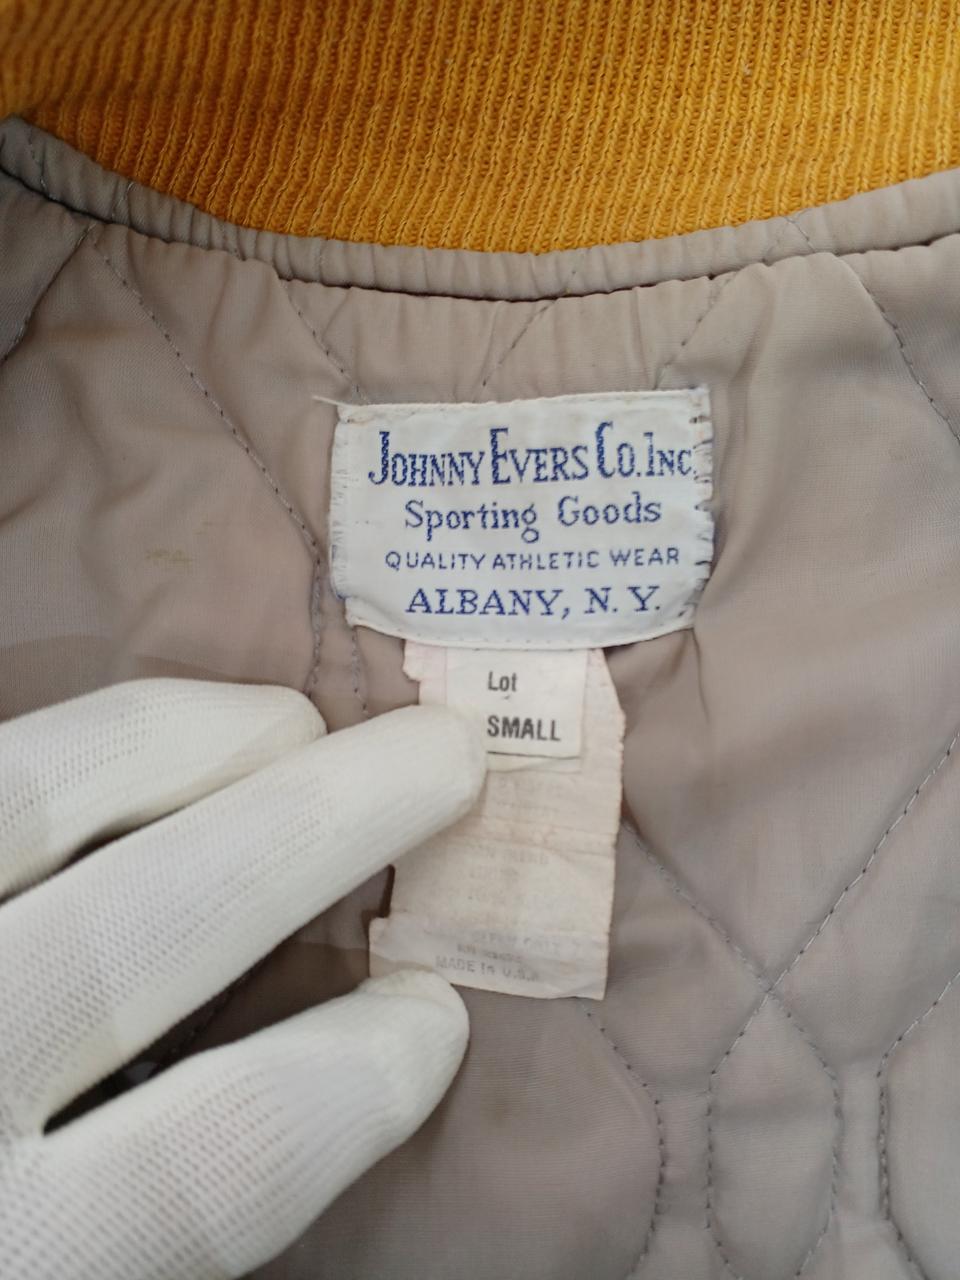 JOHNNY EVERS CO. INC
Sporting Goods
QUALITY ATHLETIC WEAR
ALBANY, N. Y.
Lot
SMALL
MADE IN U.S.A